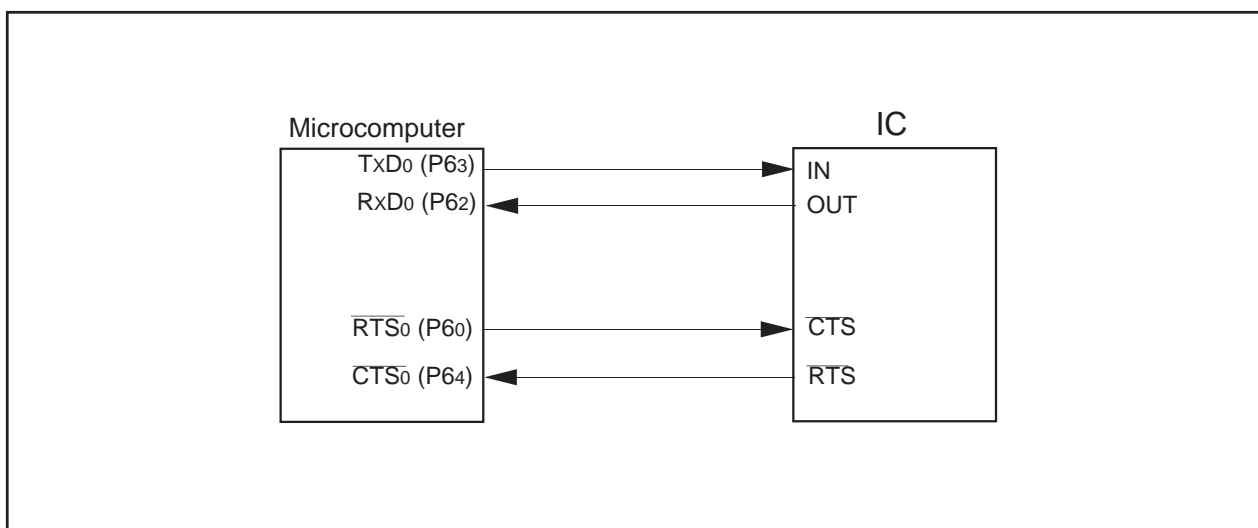 Microcomputer
TxD0 (P63)
RxD0 (P62)
RTS0 (P60)
CTS0 (P64)
IC
IN
OUT
CTS
RTS